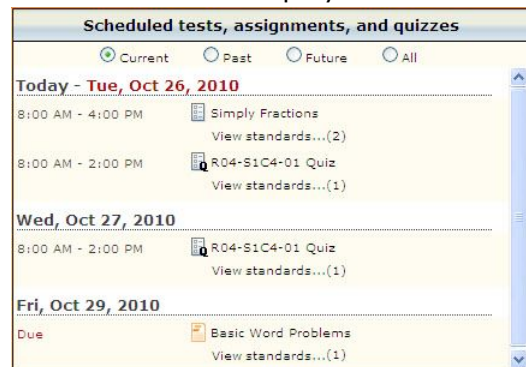 Scheduled tests, assignments, and quizzes
Current Past Future All
Today - Tue, Oct 26, 2010
8:00 AM - 4:00 PM Simply Fractions
View standards...(2)
8:00 AM - 2:00 PM R04-S1C4-01 Quiz
View standards...(1)
Wed, Oct 27, 2010
8:00 AM - 2:00 PM R04-S1C4-01 Quiz
View standards...(1)
Fri, Oct 29, 2010
Due Basic Word Problems
View standards...(1)